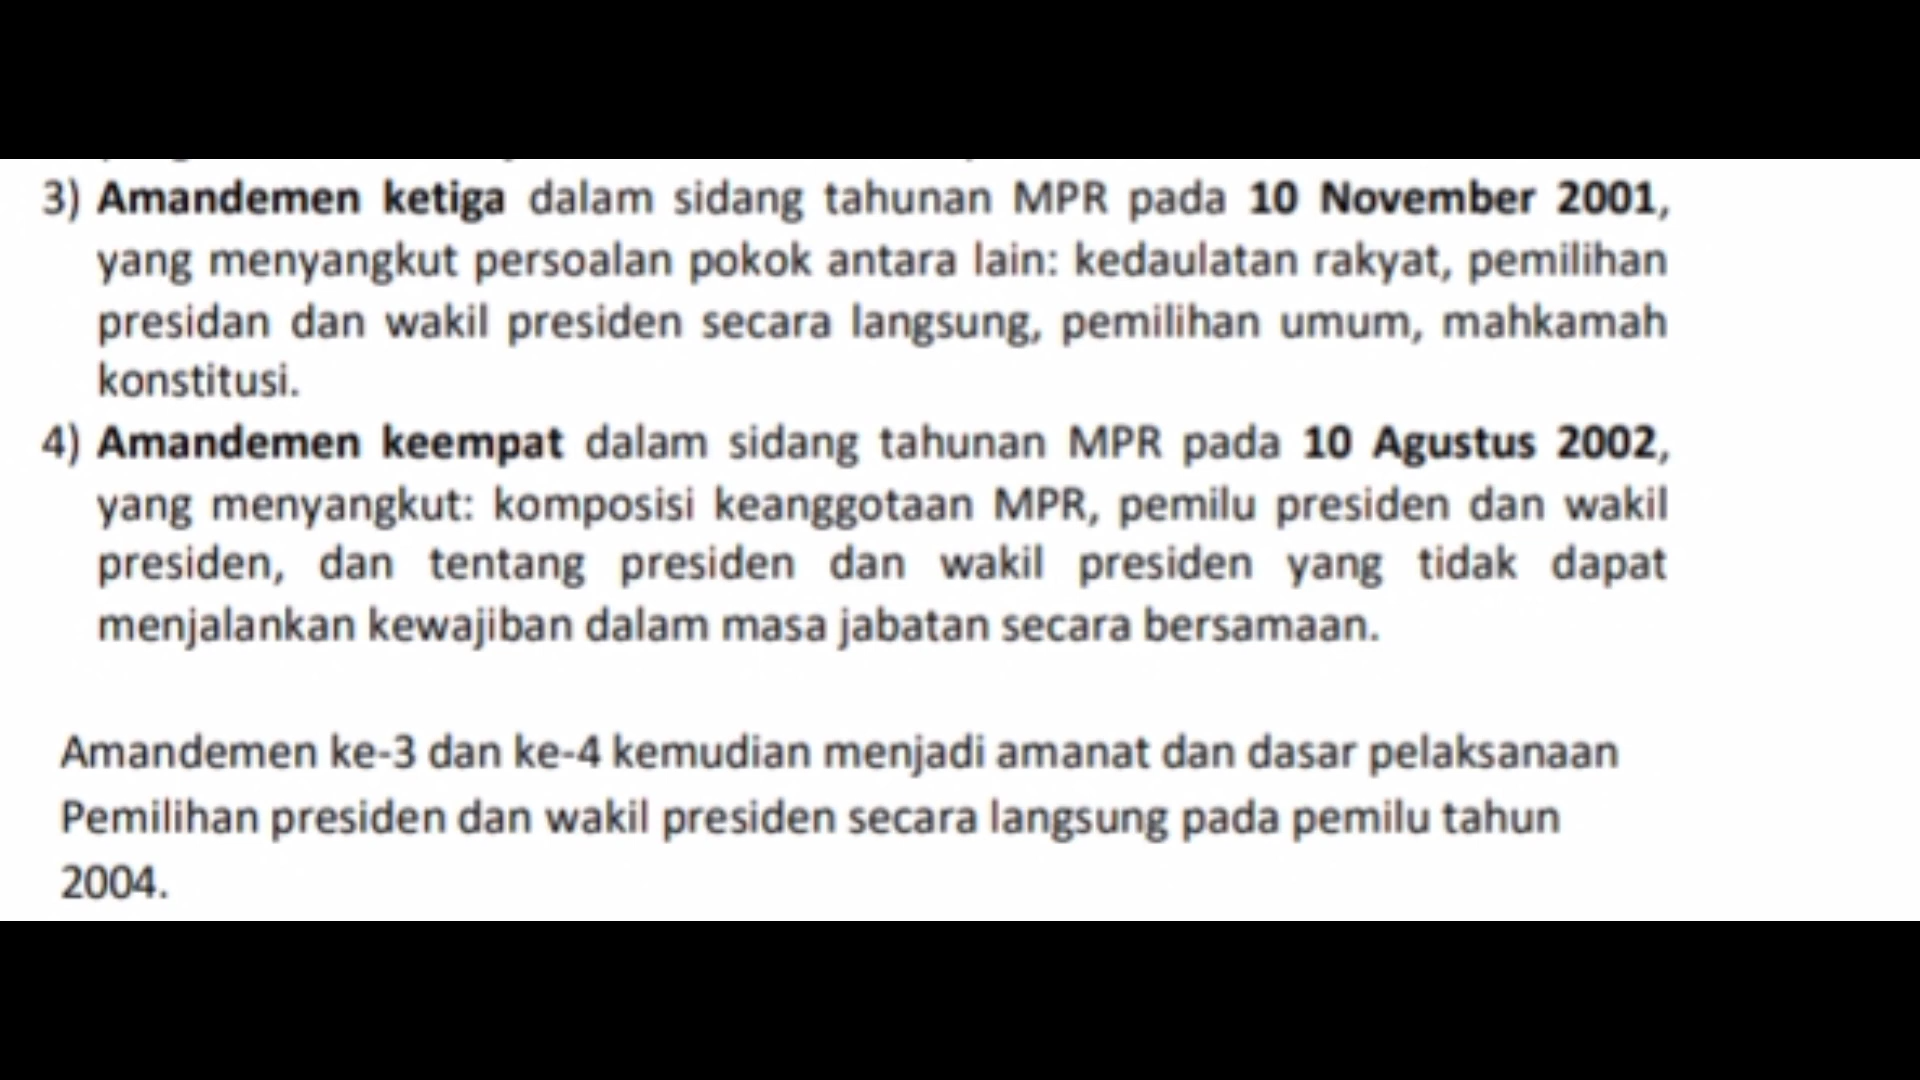 3) Amandemen ketiga dalam sidang tahunan MPR pada 10 November 2001,
yang menyangkut persoalan pokok antara lain: kedaulatan rakyat, pemilihan
presidan dan wakil presiden secara langsung, pemilihan umum, mahkamah
konstitusi.
4) Amandemen keempat dalam sidang tahunan MPR pada 10 Agustus 2002,
yang menyangkut: komposisi keanggotaan MPR, pemilu presiden dan wakil
presiden, dan tentang presiden dan wakil presiden yang tidak dapat
menjalankan kewajiban dalam masa jabatan secara bersamaan.
Amandemen ke-3 dan ke-4 kemudian menjadi amanat dan dasar pelaksanaan
Pemilihan presiden dan wakil presiden secara langsung pada pemilu tahun
2004.